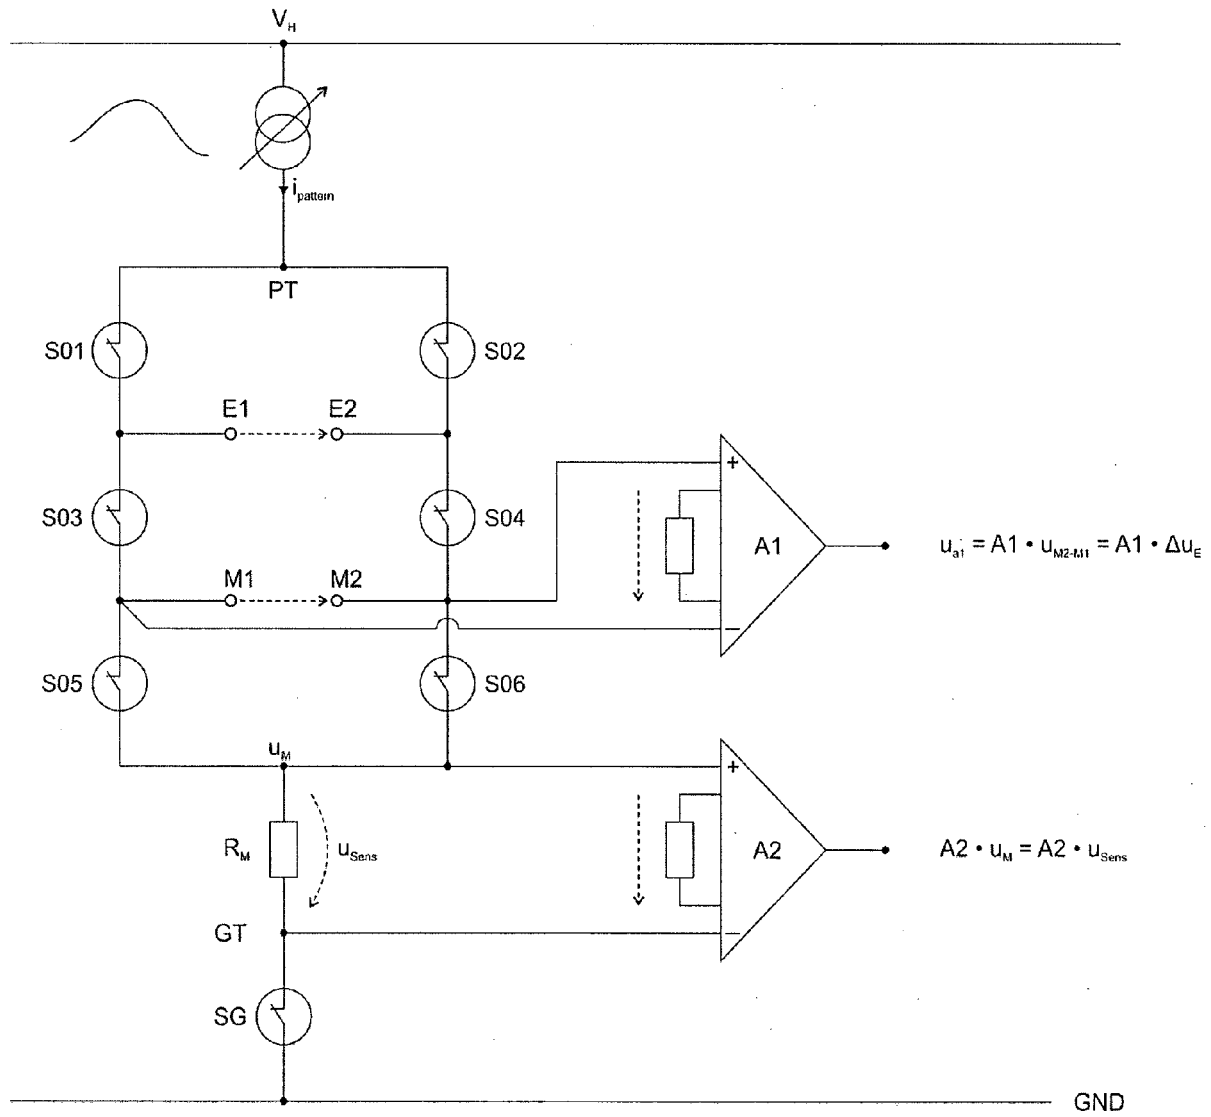 V_H
i_pattern
PT
S01
S02
E1
E2
+
S03
S04
A1
u_a1 = A1 • u_M2-M1 = A1 • Δu_E
M1
M2
−
S05
S06
u_M
+
R_M
u_Sens
A2
A2 • u_M = A2 • u_Sens
GT
−
SG
GND